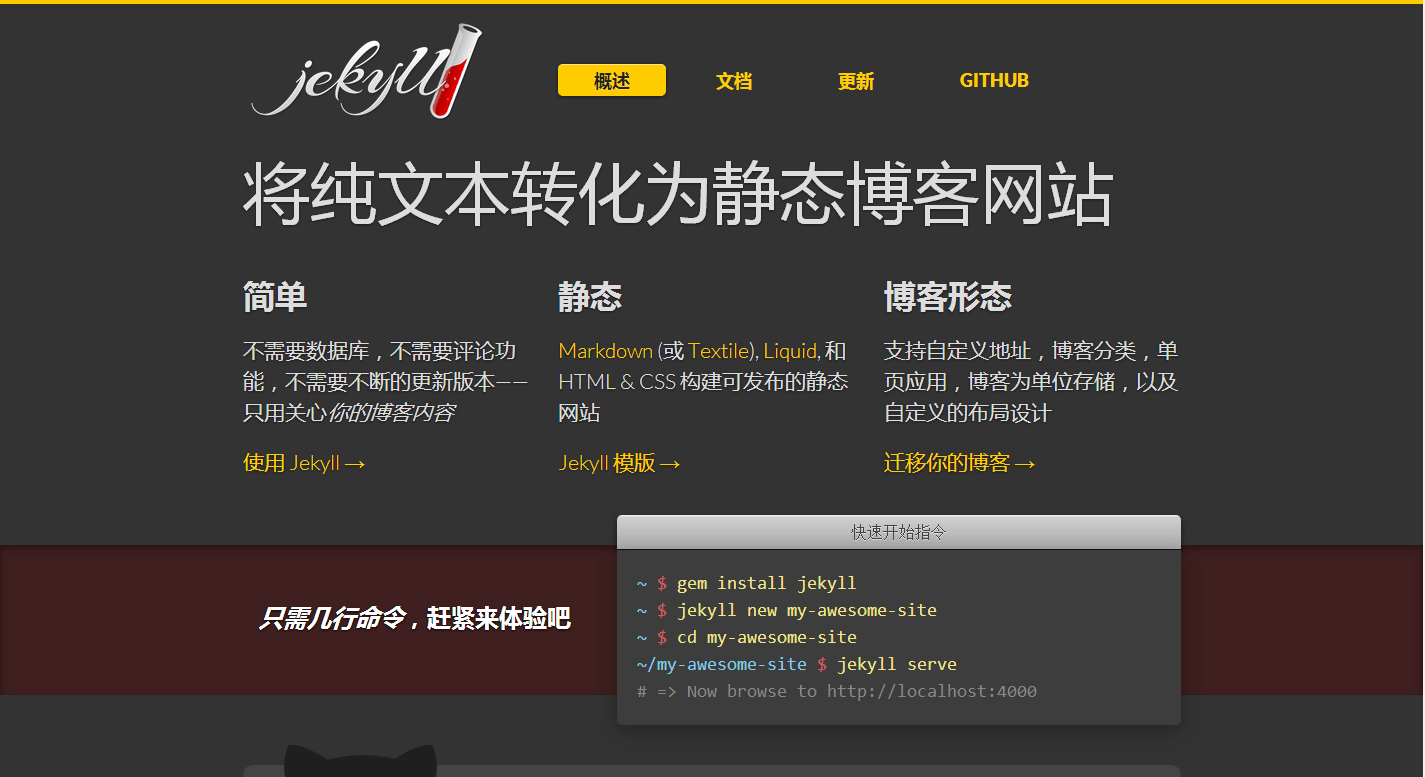 jekyll
概述
文档
更新
GITHUB
将纯文本转化为静态博客网站
简单
不需要数据库，不需要评论功
能，不需要不断的更新版本——
只用关心你的博客内容
使用 Jekyll →
静态
Markdown (或 Textile), Liquid, 和
HTML & CSS 构建可发布的静态
网站
Jekyll 模版 →
博客形态
支持自定义地址，博客分类，单
页应用，博客为单位存储，以及
自定义的布局设计
迁移你的博客 →
只需几行命令，赶紧来体验吧
快速开始指令
~ $ gem install jekyll
~ $ jekyll new my-awesome-site
~ $ cd my-awesome-site
~/my-awesome-site $ jekyll serve
# => Now browse to http://localhost:4000